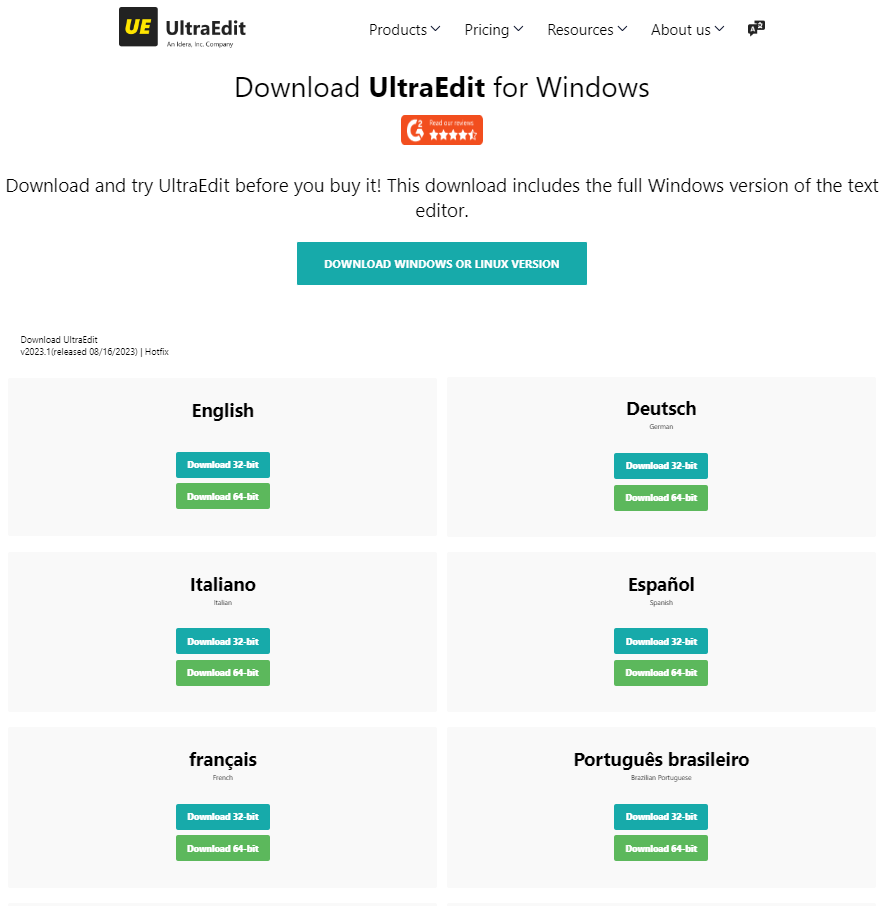 UE UltraEdit
An Idera, Inc. Company
Products Pricing Resources About us
Download UltraEdit for Windows
G2 Read our reviews
Download and try UltraEdit before you buy it! This download includes the full Windows version of the text
editor.
DOWNLOAD WINDOWS OR LINUX VERSION
Download UltraEdit
v2023.1(released 08/16/2023) | Hotfix
English
Download 32-bit
Download 64-bit
Deutsch
German
Download 32-bit
Download 64-bit
Italiano
Italian
Download 32-bit
Download 64-bit
Español
Spanish
Download 32-bit
Download 64-bit
français
French
Download 32-bit
Download 64-bit
Português brasileiro
Brazilian Portuguese
Download 32-bit
Download 64-bit